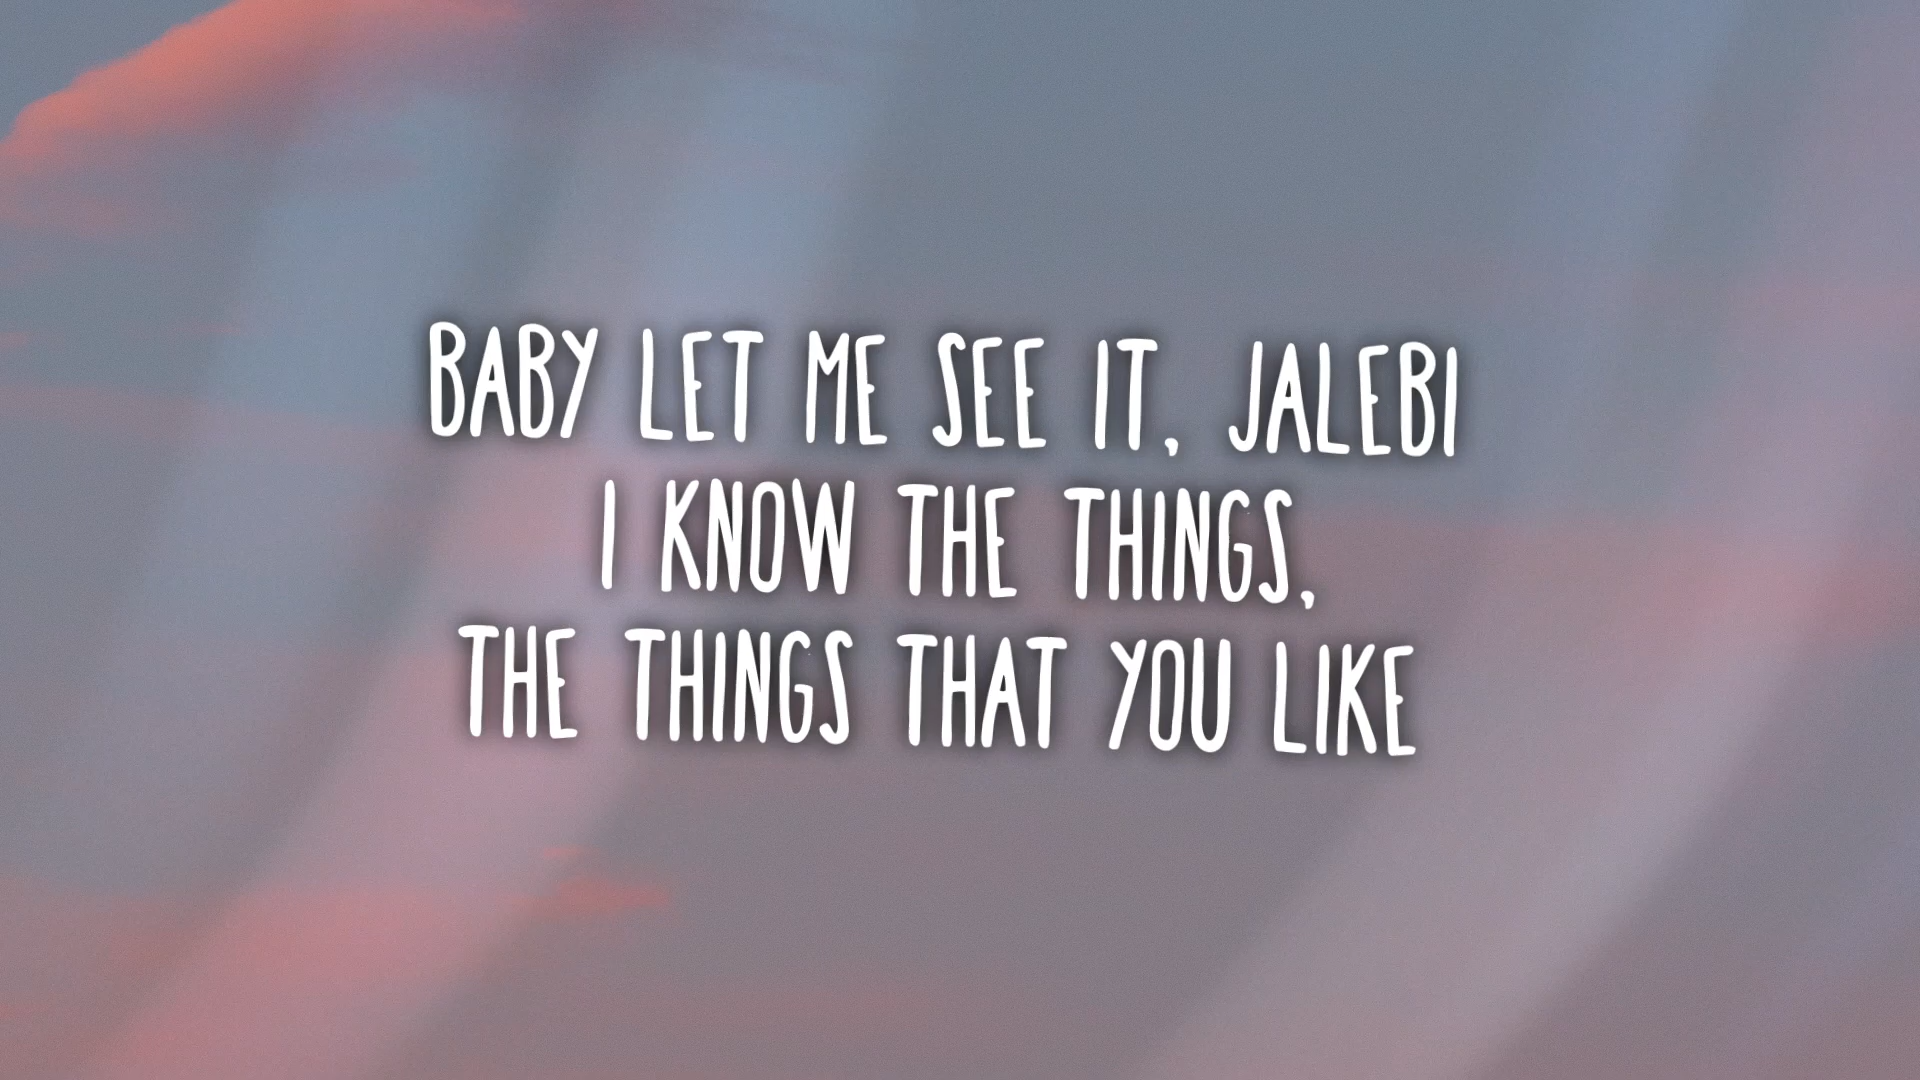 BABY LET ME SEE IT, JALEBI
I KNOW THE THINGS,
THE THINGS THAT YOU LIKE